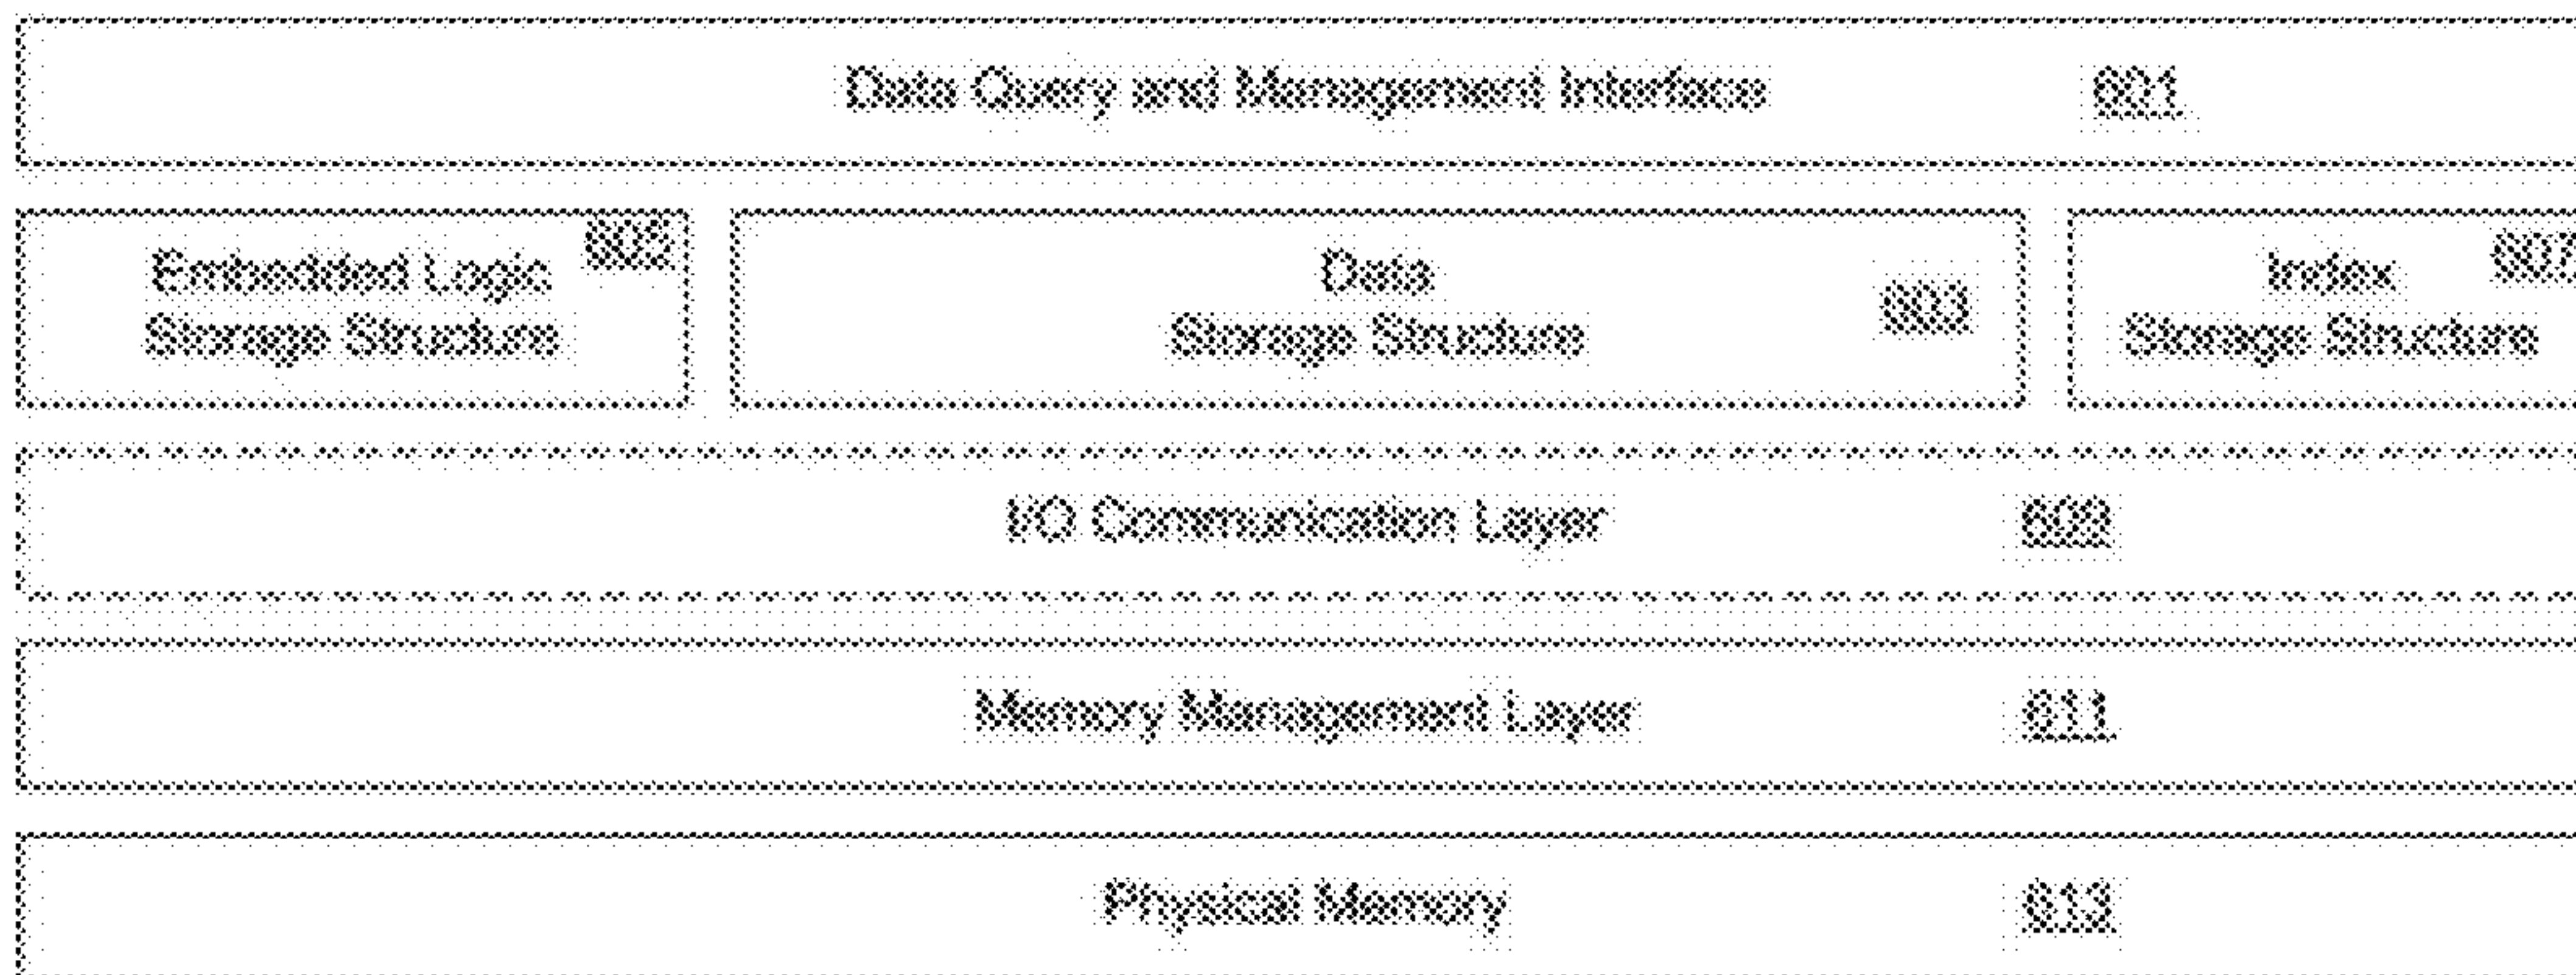 Data Query and Management Interface
Embedded Logic
Storage Structure
Data
Storage Structure
Index
Storage Structure
I/O Communication Layer
Memory Management Layer
Physical Memory